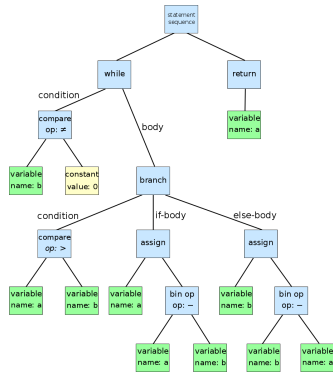 statement
sequence
while
return
condition
compare
op: ≠
variable
name: a
body
variable
name: b
constant
value: 0
branch
condition
if-body
else-body
compare
op: >
assign
assign
variable
name: a
variable
name: b
variable
name: a
bin op
op: −
variable
name: b
bin op
op: −
variable
name: a
variable
name: b
variable
name: b
variable
name: a